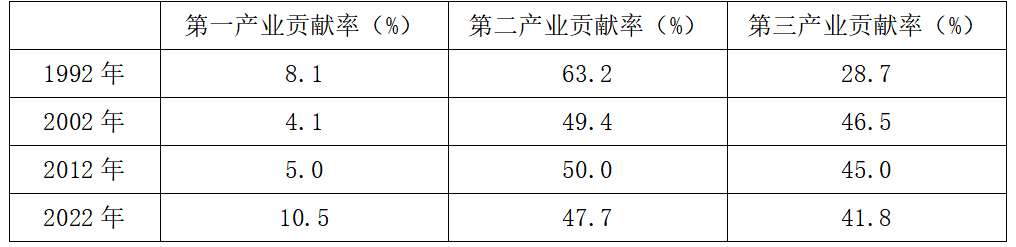 第一产业贡献率（%） 第二产业贡献率（%） 第三产业贡献率（%）
1992 年 8.1 63.2 28.7
2002 年 4.1 49.4 46.5
2012 年 5.0 50.0 45.0
2022 年 10.5 47.7 41.8